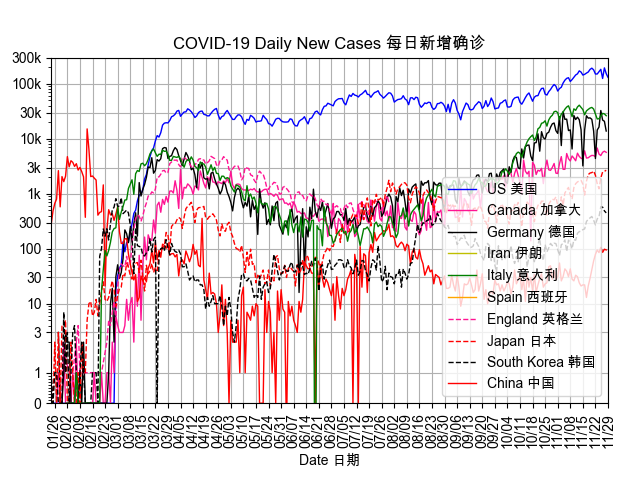 COVID-19 Daily New Cases 每日新增确诊
300k
100k
30k
10k
3k
1k
300
100
30
10
3
1
0
US 美国
Canada 加拿大
Germany 德国
Iran 伊朗
Italy 意大利
Spain 西班牙
England 英格兰
Japan 日本
South Korea 韩国
China 中国
01/26 02/02 02/09 02/16 02/23 03/01 03/08 03/15 03/22 03/29 04/05 04/12 04/19 04/26 05/03 05/10 05/17 05/24 05/31 06/07 06/14 06/21 06/28 07/05 07/12 07/19 07/26 08/02 08/09 08/16 08/23 08/30 09/06 09/13 09/20 09/27 10/04 10/11 10/18 10/25 11/01 11/08 11/15 11/22 11/29
Date 日期